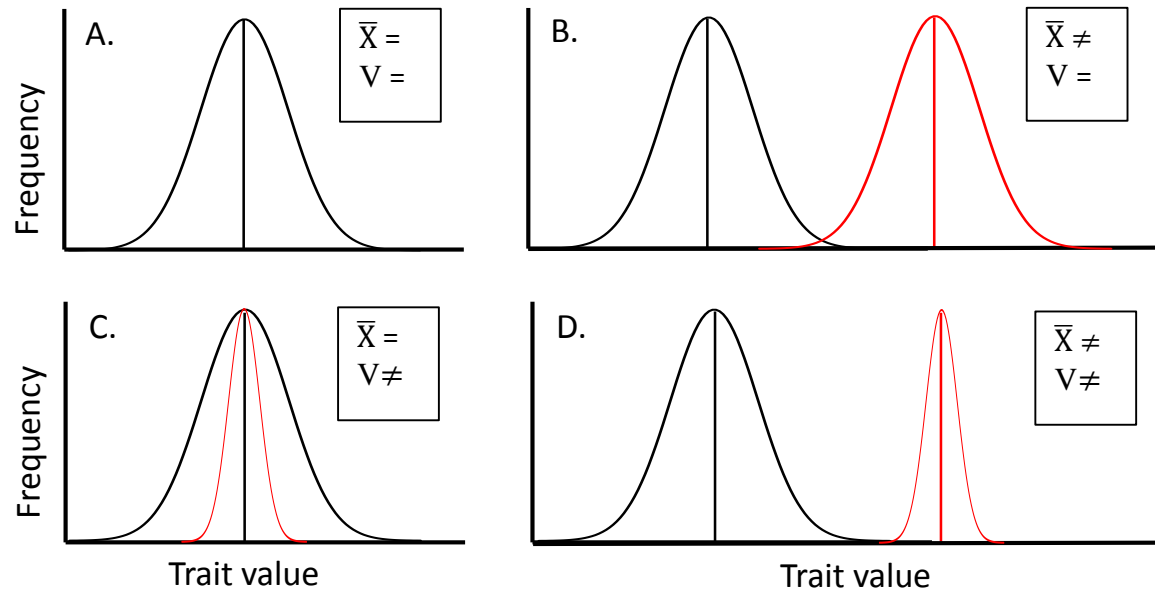 A.
X̅ =
V =
B.
X̅ ≠
V =
Frequency
C.
X̅ =
V≠
D.
X̅ ≠
V≠
Frequency
Trait value
Trait value